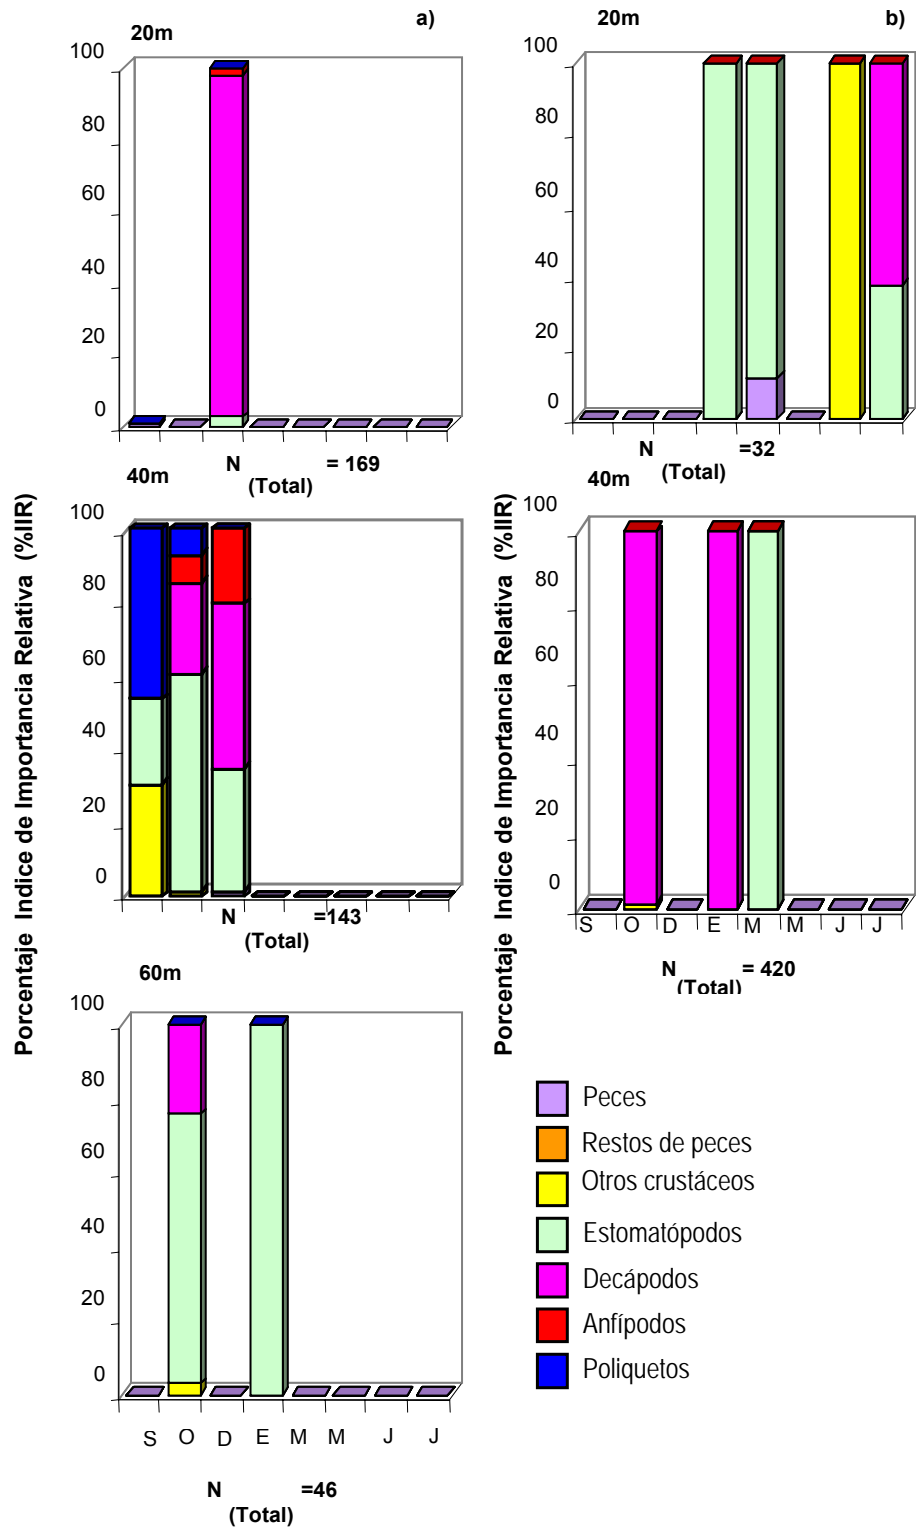 a)
20m
100
80
60
40
20
0
N = 169
(Total)
40m
100
80
60
40
20
0
N =143
(Total)
60m
100
80
60
40
20
0
S O D E M M J J
N =46
(Total)
Porcentaje Indice de Importancia Relativa (%IIR)
b)
20m
100
80
60
40
20
0
N =32
(Total)
40m
100
80
60
40
20
0
S O D E M M J J
N = 420
(Total)
Porcentaje Indice de Importancia Relativa (%IIR)
Peces
Restos de peces
Otros crustáceos
Estomatópodos
Decápodos
Anfípodos
Poliquetos